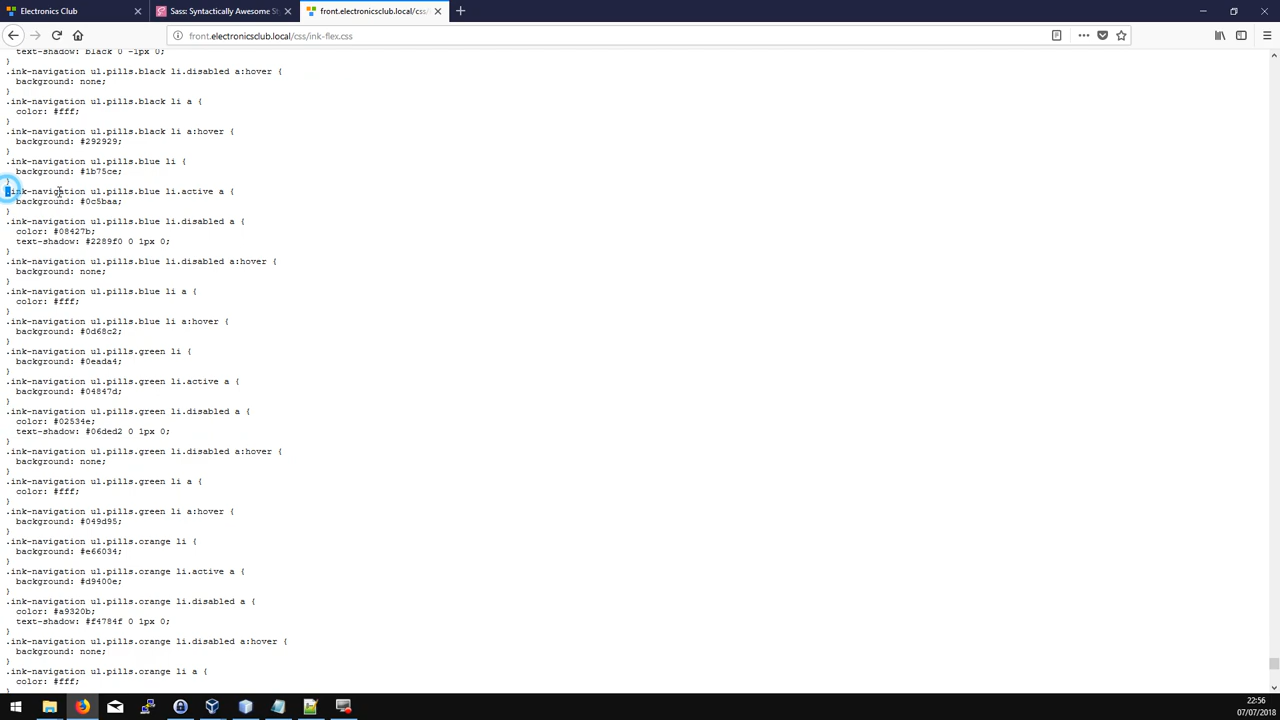 Electronics Club
Sass: Syntactically Awesome St
front.electronicsclub.local/css/
front.electronicsclub.local/css/ink-flex.css
text-shadow: black 0 -1px 0;
}
.ink-navigation ul.pills.black li.disabled a:hover {
background: none;
}
.ink-navigation ul.pills.black li a {
color: #fff;
}
.ink-navigation ul.pills.black li a:hover {
background: #292929;
}
.ink-navigation ul.pills.blue li {
background: #1b75ce;
}
.ink-navigation ul.pills.blue li.active a {
background: #0c5baa;
}
.ink-navigation ul.pills.blue li.disabled a {
color: #08427b;
text-shadow: #2289f0 0 1px 0;
}
.ink-navigation ul.pills.blue li.disabled a:hover {
background: none;
}
.ink-navigation ul.pills.blue li a {
color: #fff;
}
.ink-navigation ul.pills.blue li a:hover {
background: #0d68c2;
}
.ink-navigation ul.pills.green li {
background: #0eada4;
}
.ink-navigation ul.pills.green li.active a {
background: #04847d;
}
.ink-navigation ul.pills.green li.disabled a {
color: #02534e;
text-shadow: #06ded2 0 1px 0;
}
.ink-navigation ul.pills.green li.disabled a:hover {
background: none;
}
.ink-navigation ul.pills.green li a {
color: #fff;
}
.ink-navigation ul.pills.green li a:hover {
background: #049d95;
}
.ink-navigation ul.pills.orange li {
background: #e66034;
}
.ink-navigation ul.pills.orange li.active a {
background: #d9400e;
}
.ink-navigation ul.pills.orange li.disabled a {
color: #a9320b;
text-shadow: #f4784f 0 1px 0;
}
.ink-navigation ul.pills.orange li.disabled a:hover {
background: none;
}
.ink-navigation ul.pills.orange li a {
color: #fff;
}
22:56
07/07/2018